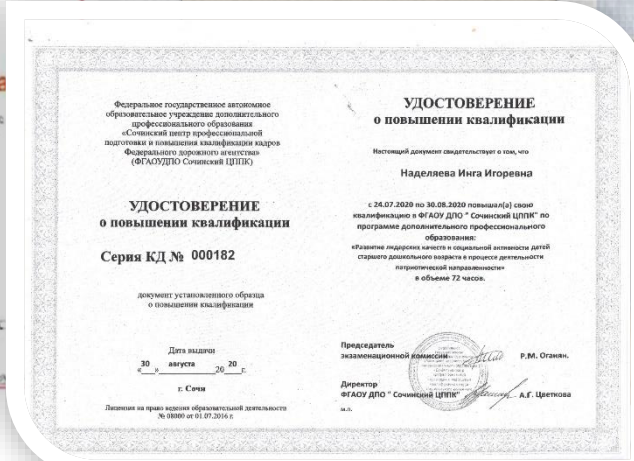 Федеральное государственное автономное
образовательное учреждение дополнительного
профессионального образования
«Сочинский центр профессиональной
подготовки и повышения квалификации кадров
Федерального дорожного агентства»
(ФГАОУДПО Сочинский ЦППК)
УДОСТОВЕРЕНИЕ
о повышении квалификации
Серия КД № 000182
документ установленного образца
о повышении квалификации
Дата выдачи
«30» августа 2020г.
г. Сочи
Лицензия на право ведения образовательной деятельности
№ 08000 от 01.07.2016 г.
УДОСТОВЕРЕНИЕ
о повышении квалификации
Настоящий документ свидетельствует о том, что
Наделяева Инга Игоревна
с 24.07.2020 по 30.08.2020 повышал(а) свою
квалификацию в ФГАОУ ДПО " Сочинский ЦППК" по
программе дополнительного профессионального
образования:
«Развитие лидерских качеств и социальной активности детей
старшего дошкольного возраста в процессе деятельности
патриотической направленности»
в объеме 72 часов.
Председатель
экзаменационной комиссии Р.М. Оганян.
Директор
ФГАОУ ДПО " Сочинский ЦППК" А.Г. Цветкова
м.п.